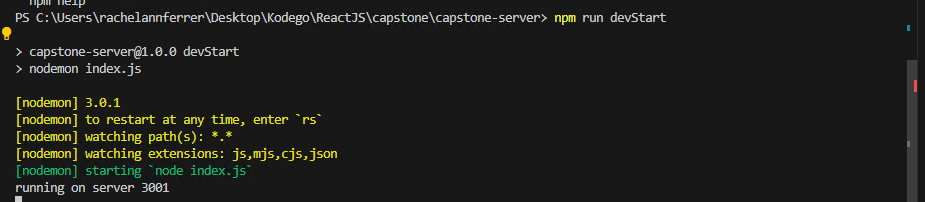 npm help
PS C:\Users\rachelannferrer\Desktop\Kodego\ReactJS\capstone\capstone-server> npm run devStart
> capstone-server@1.0.0 devStart
> nodemon index.js
[nodemon] 3.0.1
[nodemon] to restart at any time, enter `rs`
[nodemon] watching path(s): *.*
[nodemon] watching extensions: js,mjs,cjs,json
[nodemon] starting `node index.js`
running on server 3001